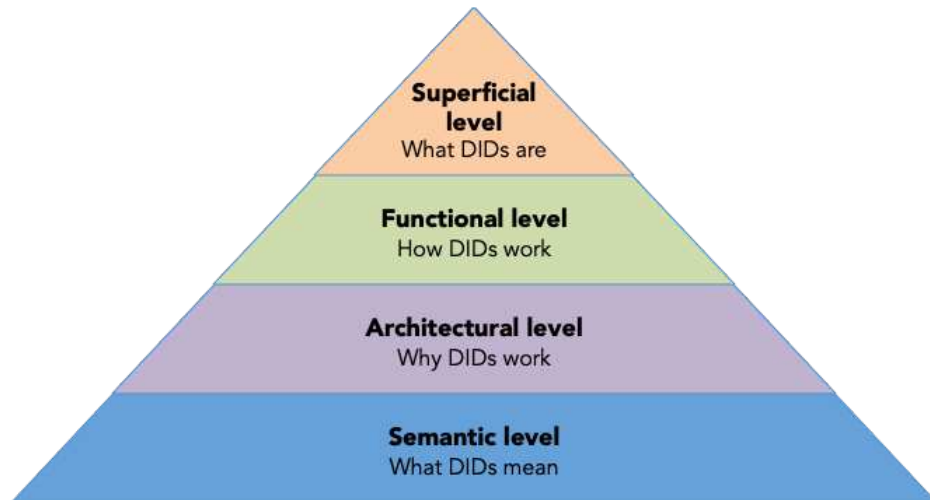 Superficial
level
What DIDs are
Functional level
How DIDs work
Architectural level
Why DIDs work
Semantic level
What DIDs mean